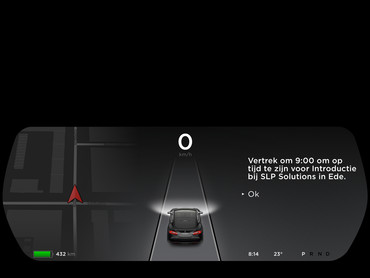 0
km/h
Vertrek om 9:00 om op
tijd te zijn voor Introductie
bij SLP Solutions in Ede.
Ok
432 km
8:14
23°
P R N D